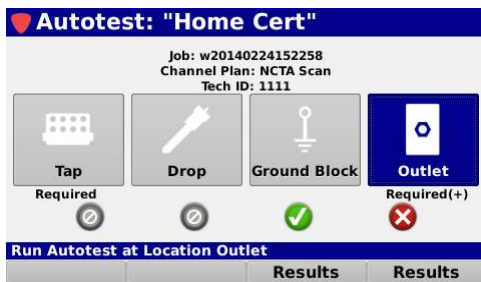 Autotest: "Home Cert"
Job: w20140224152258
Channel Plan: NCTA Scan
Tech ID: 1111
Tap Drop Ground Block Outlet
Required Required(+)
Run Autotest at Location Outlet
Results Results